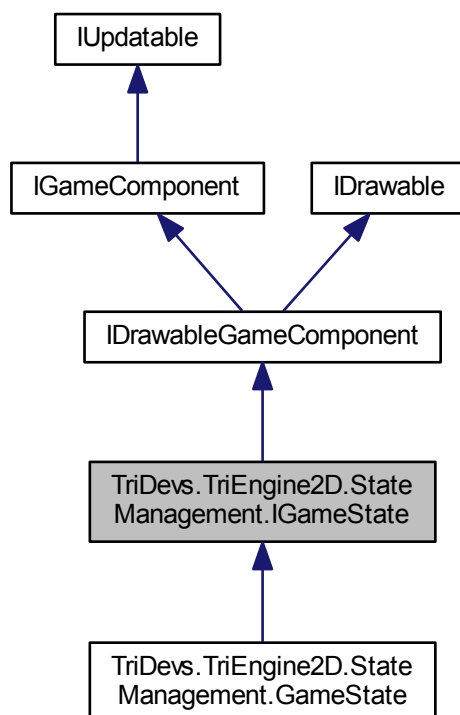 IUpdatable
IGameComponent
IDrawable
IDrawableGameComponent
TriDevs.TriEngine2D.State
Management.IGameState
TriDevs.TriEngine2D.State
Management.GameState